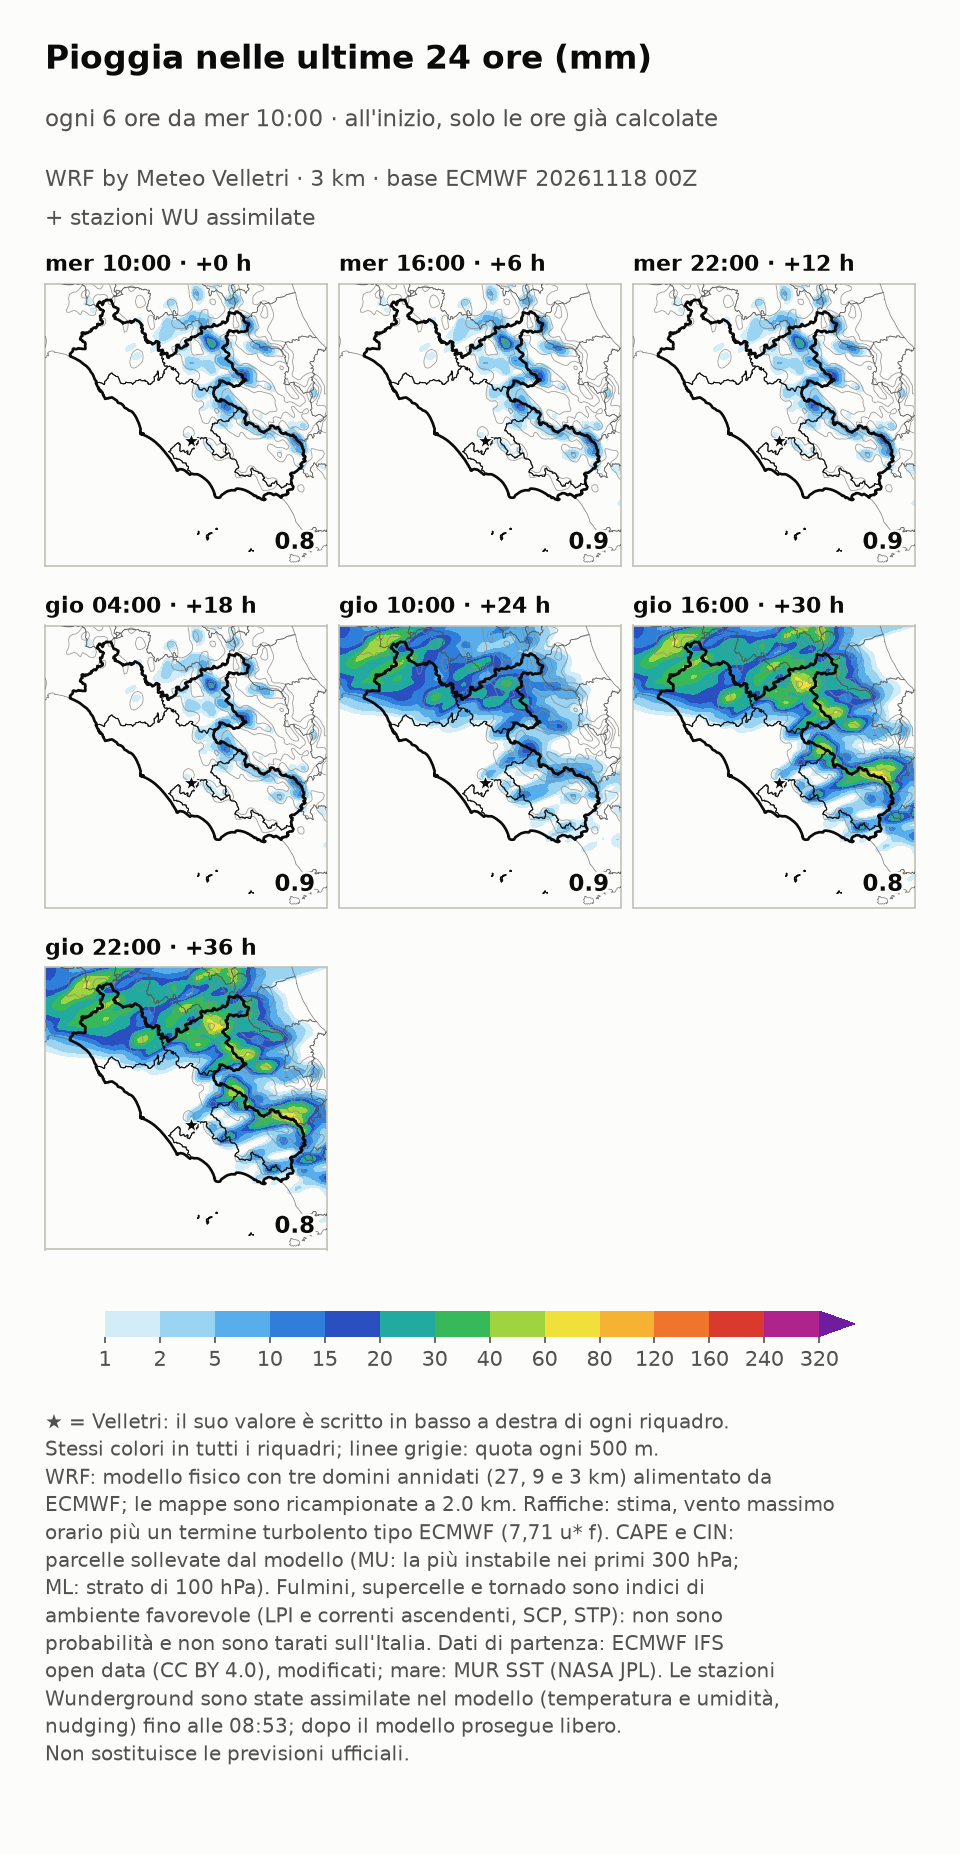 Pioggia nelle ultime 24 ore (mm)
ogni 6 ore da mer 10:00 · all'inizio, solo le ore già calcolate
WRF by Meteo Velletri · 3 km · base ECMWF 20261118 00Z
+ stazioni WU assimilate
mer 10:00 · +0 h
mer 16:00 · +6 h
mer 22:00 · +12 h
0.8
0.9
0.9
gio 04:00 · +18 h
gio 10:00 · +24 h
gio 16:00 · +30 h
0.9
0.9
0.8
gio 22:00 · +36 h
0.8
1 2 5 10 15 20 30 40 60 80 120 160 240 320
★ = Velletri: il suo valore è scritto in basso a destra di ogni riquadro.
Stessi colori in tutti i riquadri; linee grigie: quota ogni 500 m.
WRF: modello fisico con tre domini annidati (27, 9 e 3 km) alimentato da
ECMWF; le mappe sono ricampionate a 2.0 km. Raffiche: stima, vento massimo
orario più un termine turbolento tipo ECMWF (7,71 u* f). CAPE e CIN:
parcelle sollevate dal modello (MU: la più instabile nei primi 300 hPa;
ML: strato di 100 hPa). Fulmini, supercelle e tornado sono indici di
ambiente favorevole (LPI e correnti ascendenti, SCP, STP): non sono
probabilità e non sono tarati sull'Italia. Dati di partenza: ECMWF IFS
open data (CC BY 4.0), modificati; mare: MUR SST (NASA JPL). Le stazioni
Wunderground sono state assimilate nel modello (temperatura e umidità,
nudging) fino alle 08:53; dopo il modello prosegue libero.
Non sostituisce le previsioni ufficiali.